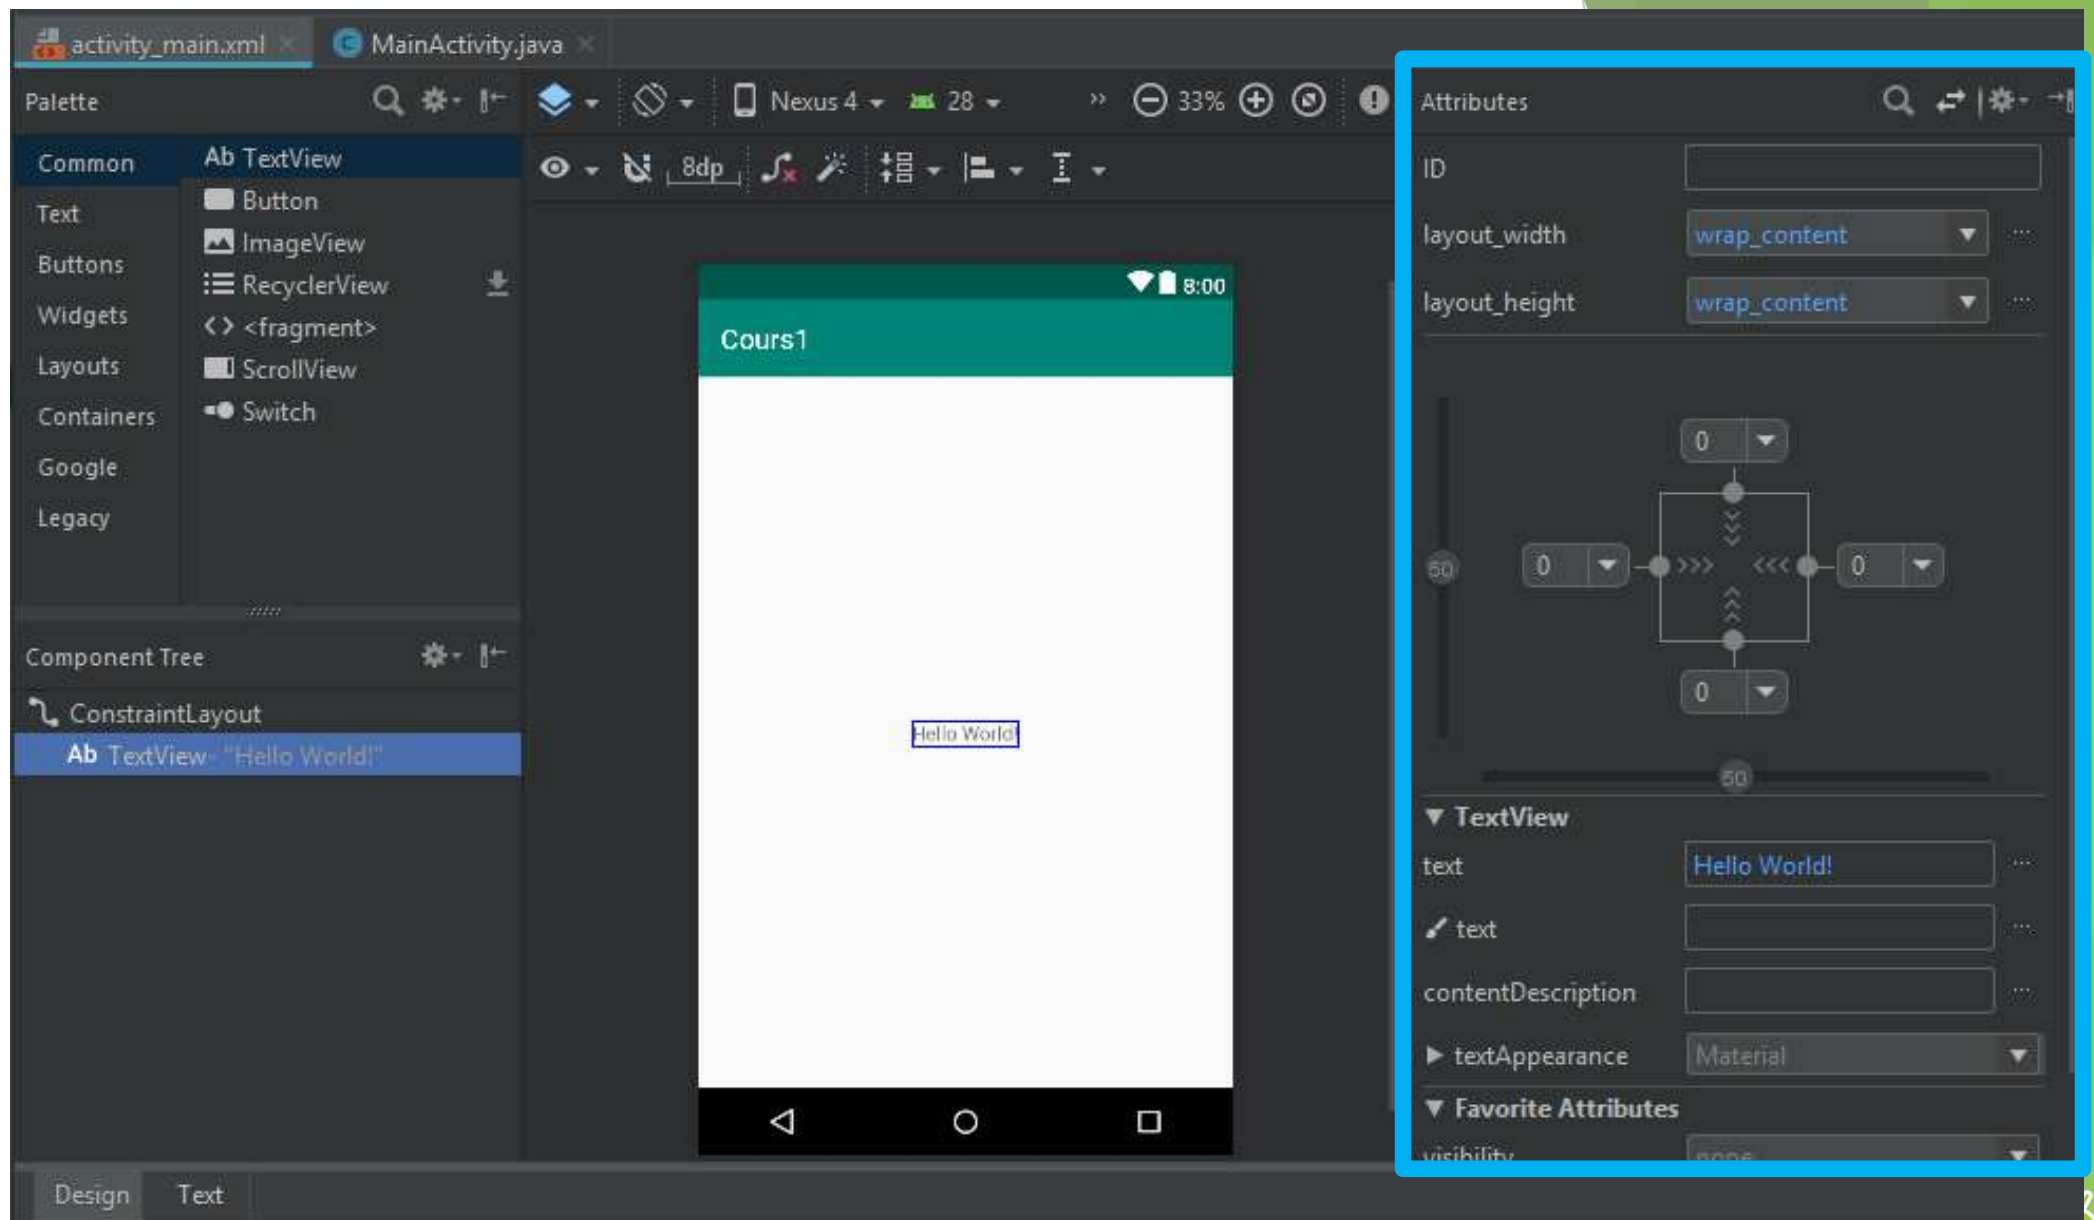 activity_main.xml
MainActivity.java
Palette
Nexus 4
28
33%
Common
Text
Buttons
Widgets
Layouts
Containers
Google
Legacy
Ab TextView
Button
ImageView
RecyclerView
<fragment>
ScrollView
Switch
8dp
8:00
Cours1
Hello World!
Component Tree
ConstraintLayout
Ab TextView- "Hello World!"
Design
Text
Attributes
ID
layout_width
wrap_content
layout_height
wrap_content
0
0
0
0
50
50
TextView
text
Hello World!
text
contentDescription
textAppearance
Material
Favorite Attributes
visibility
none